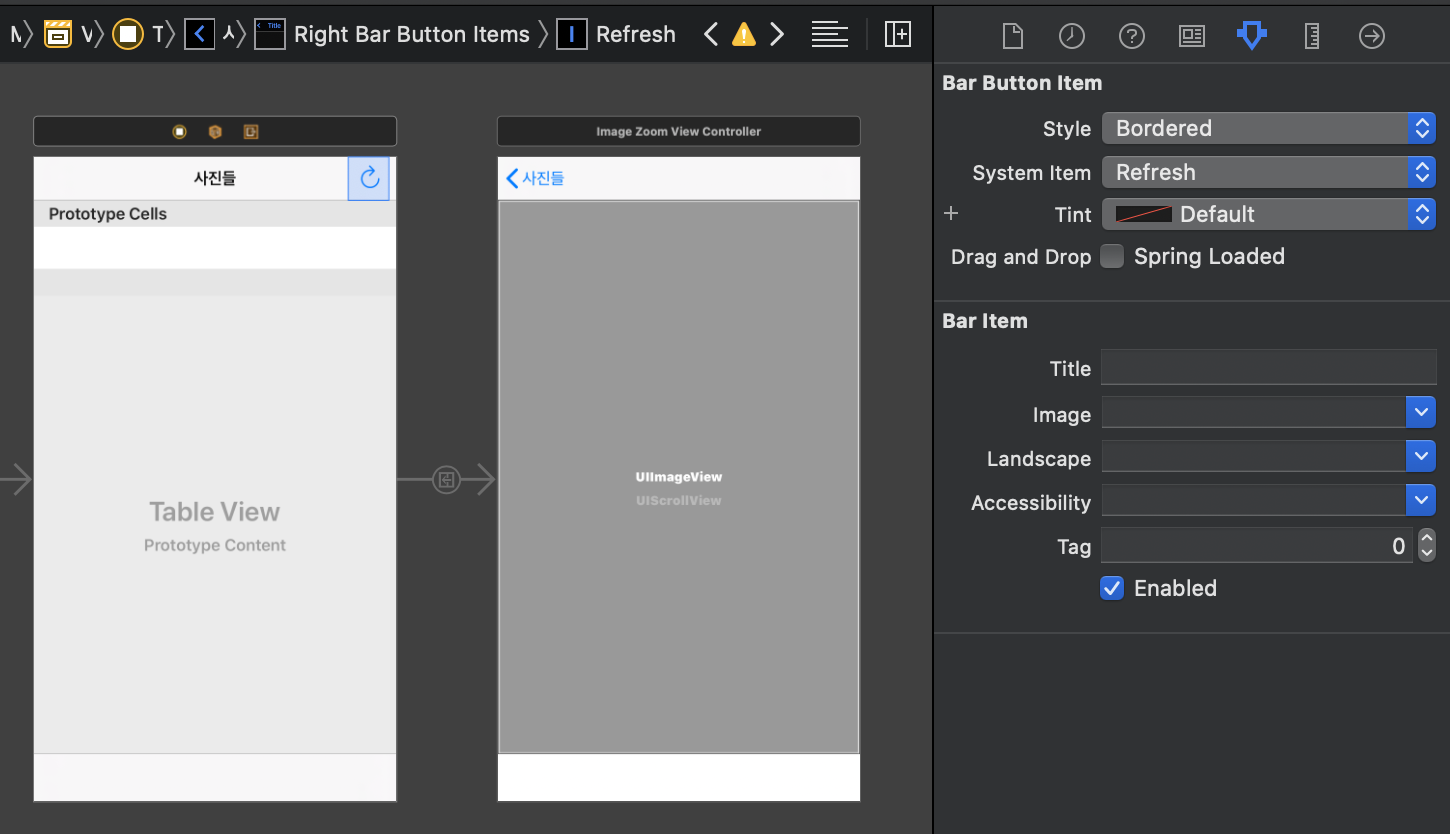 Right Bar Button Items
Refresh
Image Zoom View Controller
사진들
Prototype Cells
Table View
Prototype Content
사진들
UIImageView
UIScrollView
Bar Button Item
Style Bordered
System Item Refresh
Tint Default
Drag and Drop Spring Loaded
Bar Item
Title
Image
Landscape
Accessibility
Tag 0
Enabled